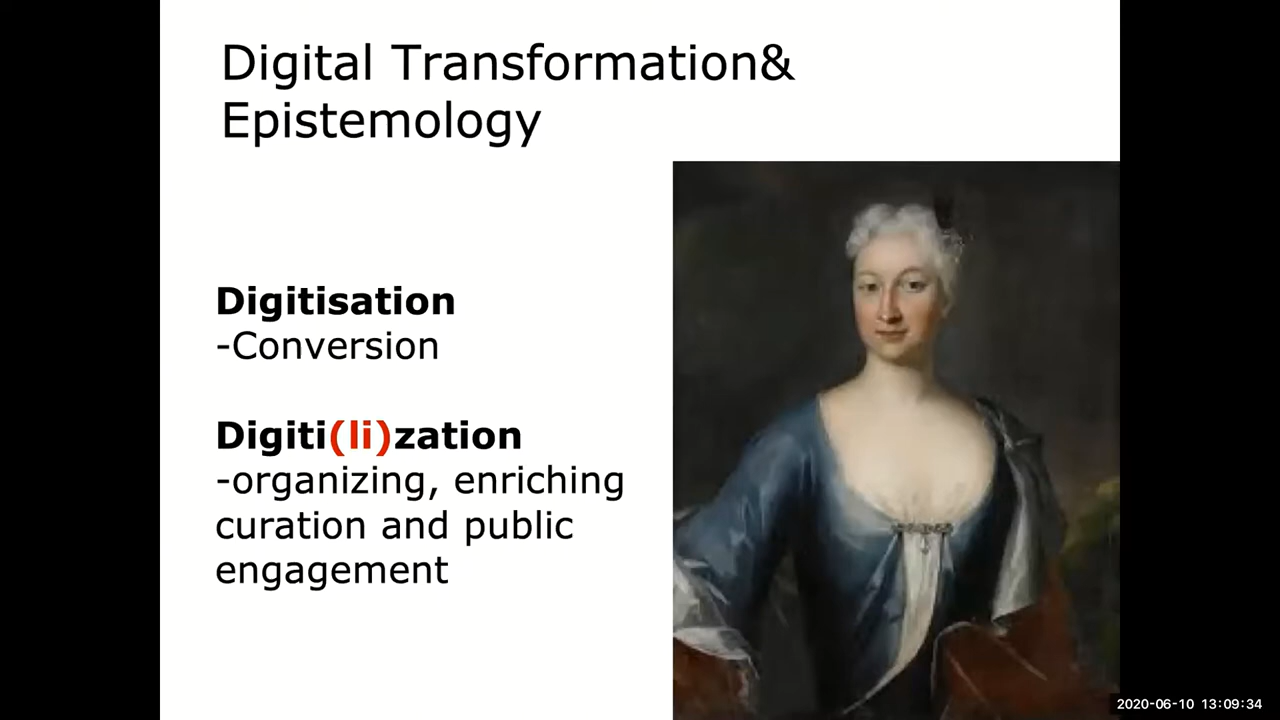 Digital Transformation&
Epistemology
Digitisation
-Conversion
Digiti(li)zation
-organizing, enriching
curation and public
engagement
2020-06-10 13:09:34